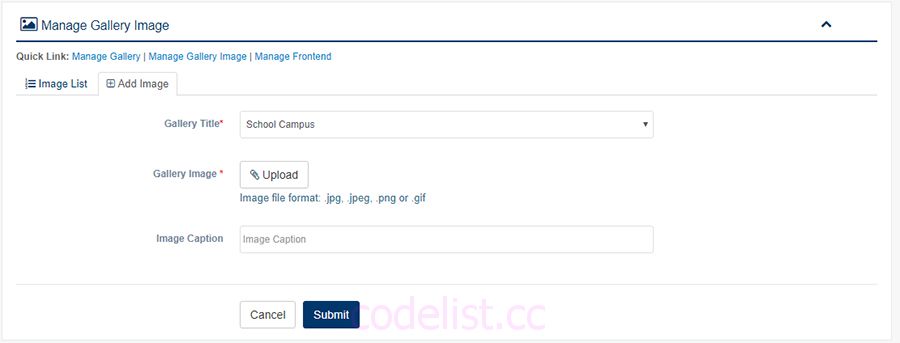 Manage Gallery Image
Quick Link: Manage Gallery | Manage Gallery Image | Manage Frontend
Image List Add Image
Gallery Title* School Campus
Gallery Image * Upload
Image file format: .jpg, .jpeg, .png or .gif
Image Caption Image Caption
Cancel Submit codelist.cc